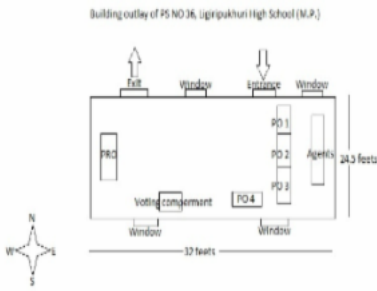 Building outlay of PS NO 36, Ligiripukhuri High School (M.P.)
Exit
Window
Entrance
Window
PO 1
PRO
PO 2
Agents
24.5 feets
PO 3
Voting comperment
PO 4
Window
Window
N
W
E
S
32 feets